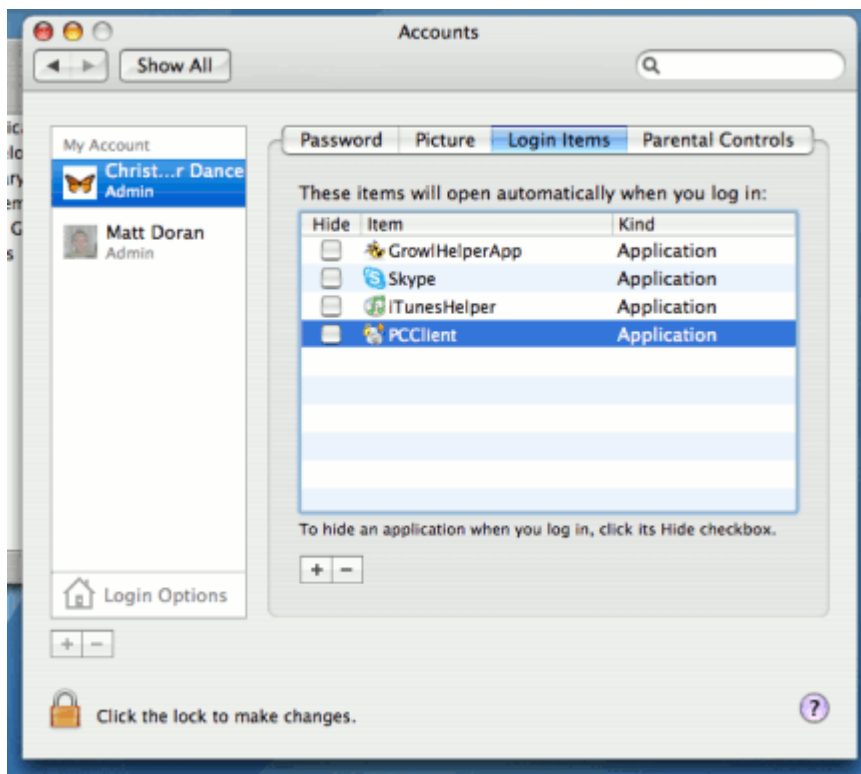 Accounts
Show All
My Account
Christ...r Dance
Admin
Matt Doran
Admin
Login Options
Password Picture Login Items Parental Controls
These items will open automatically when you log in:
Hide Item Kind
GrowlHelperApp Application
Skype Application
iTunesHelper Application
PCClient Application
To hide an application when you log in, click its Hide checkbox.
+ −
+ −
Click the lock to make changes.
?